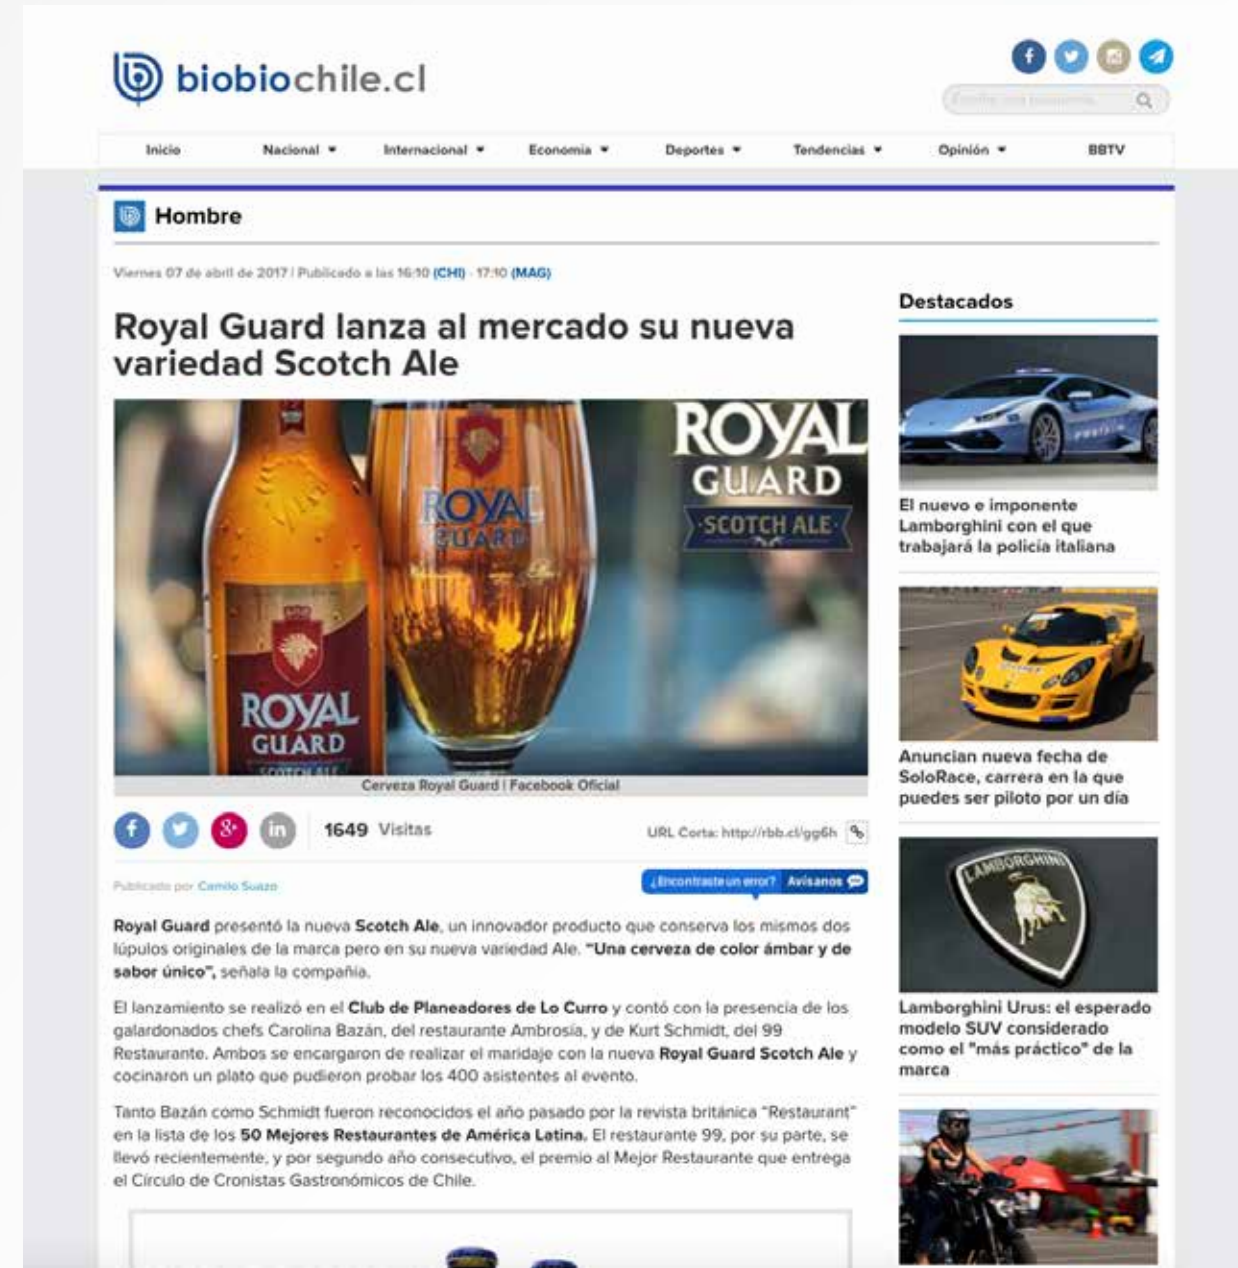 biobiochile.cl
Inicio
Nacional
Internacional
Economía
Deportes
Tendencias
Opinión
BBTV
Hombre
Viernes 07 de abril de 2017 | Publicado a las 16:10 (CHI) · 17:10 (MAG)
Royal Guard lanza al mercado su nueva
variedad Scotch Ale
ROYAL
GUARD
·SCOTCH ALE·
ROYAL
GUARD
ROYAL
GUARD
SCOTCH ALE
Cerveza Royal Guard | Facebook Oficial
1649 Visitas
URL Corta: http://rbb.cl/gg6h
Publicado por Camilo Suazo
¿Encontraste un error? Avísanos
Royal Guard presentó la nueva Scotch Ale, un innovador producto que conserva los mismos dos
lúpulos originales de la marca pero en su nueva variedad Ale. "Una cerveza de color ámbar y de
sabor único", señala la compañía.
El lanzamiento se realizó en el Club de Planeadores de Lo Curro y contó con la presencia de los
galardonados chefs Carolina Bazán, del restaurante Ambrosía, y de Kurt Schmidt, del 99
Restaurante. Ambos se encargaron de realizar el maridaje con la nueva Royal Guard Scotch Ale y
cocinaron un plato que pudieron probar los 400 asistentes al evento.
Tanto Bazán como Schmidt fueron reconocidos el año pasado por la revista británica "Restaurant"
en la lista de los 50 Mejores Restaurantes de América Latina. El restaurante 99, por su parte, se
llevó recientemente, y por segundo año consecutivo, el premio al Mejor Restaurante que entrega
el Círculo de Cronistas Gastronómicos de Chile.
Destacados
El nuevo e imponente
Lamborghini con el que
trabajará la policía italiana
Anuncian nueva fecha de
SoloRace, carrera en la que
puedes ser piloto por un día
LAMBORGHINI
Lamborghini Urus: el esperado
modelo SUV considerado
como el "más práctico" de la
marca